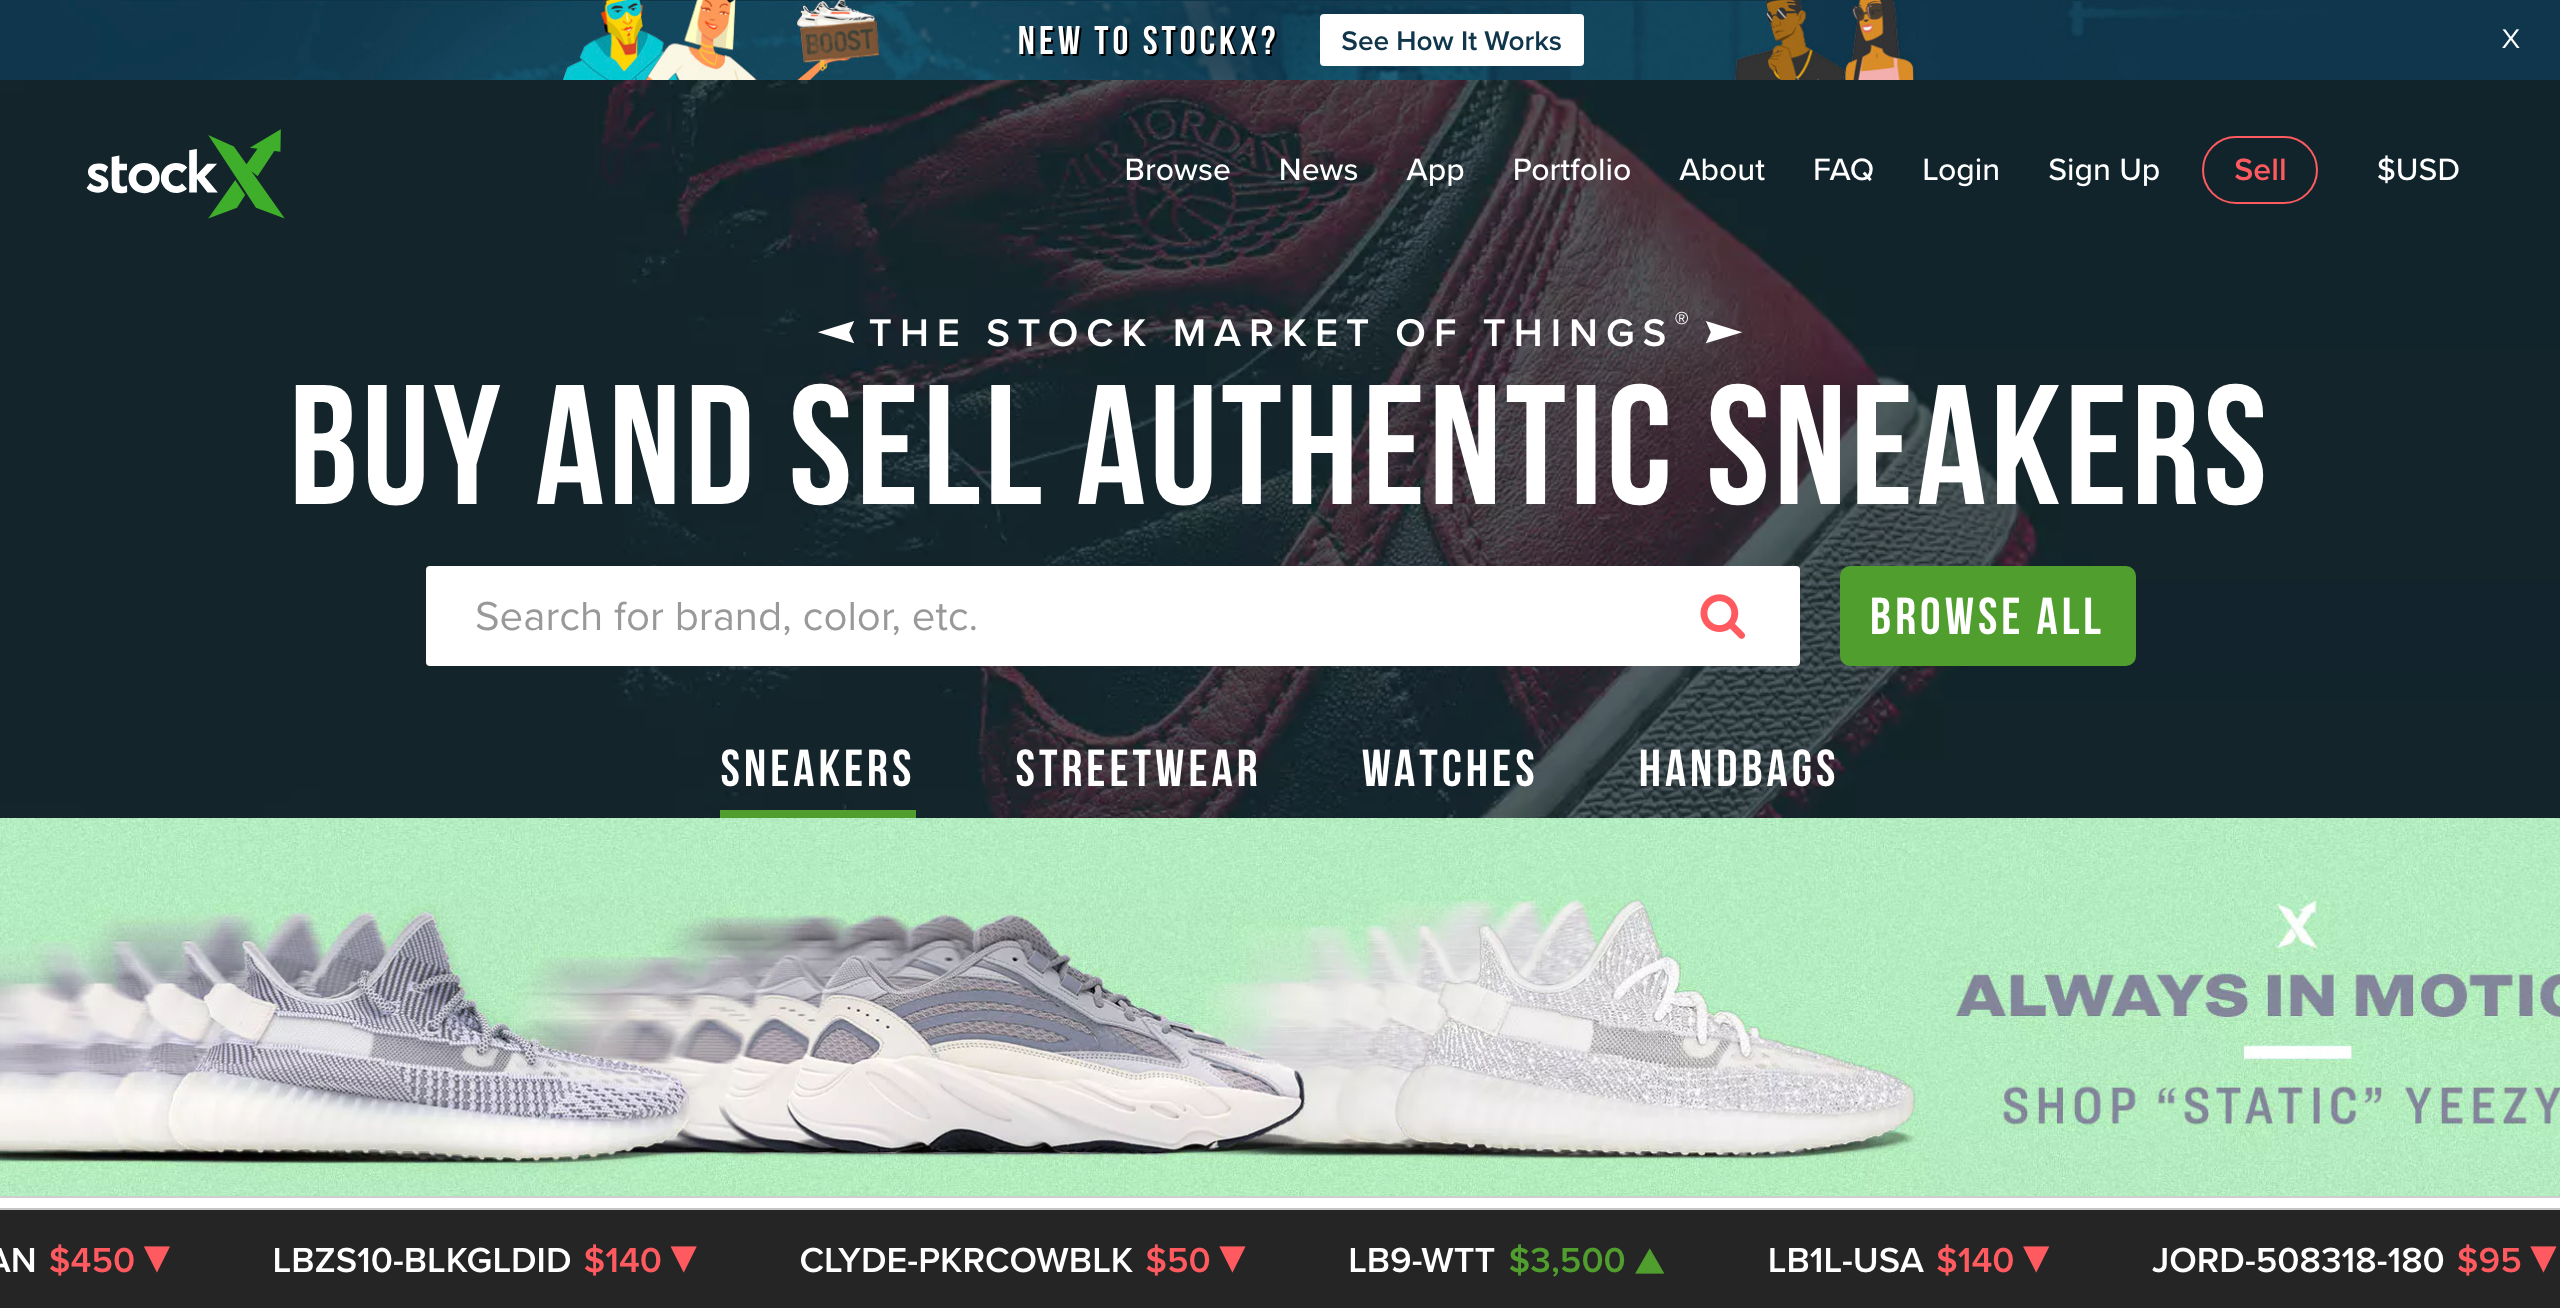 BOOST
NEW TO STOCKX?
See How It Works
X
stockX
AIR JORDAN
Browse
News
App
Portfolio
About
FAQ
Login
Sign Up
Sell
$USD
THE STOCK MARKET OF THINGS®
BUY AND SELL AUTHENTIC SNEAKERS
Search for brand, color, etc.
BROWSE ALL
SNEAKERS
STREETWEAR
WATCHES
HANDBAGS
X
ALWAYS IN MOTIO
SHOP “STATIC” YEEZY
AN $450 ▼ LBZS10-BLKGLDID $140 ▼ CLYDE-PKRCOWBLK $50 ▼ LB9-WTT $3,500 ▲ LB1L-USA $140 ▼ JORD-508318-180 $95 ▼